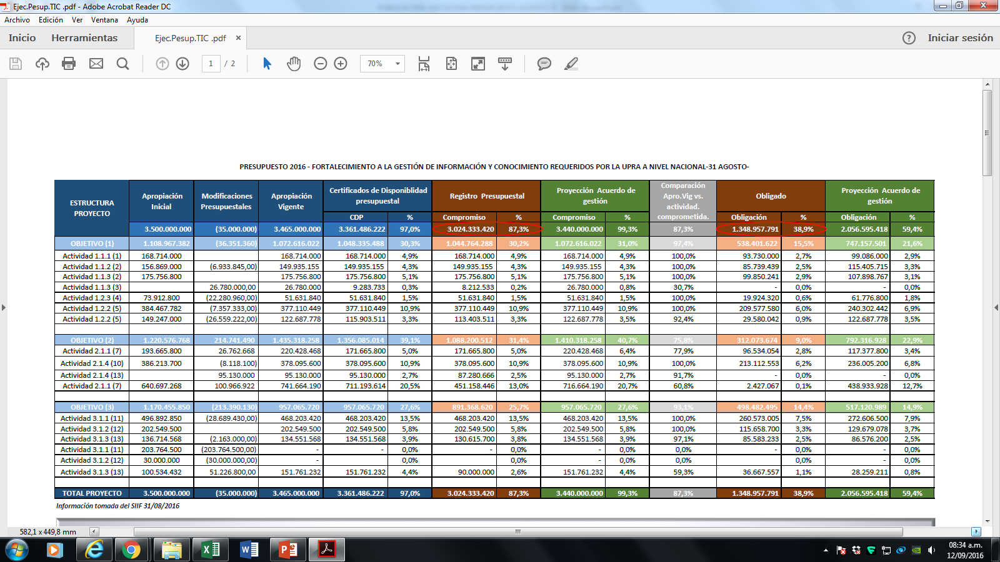 Ejec.Pesup.TIC .pdf - Adobe Acrobat Reader DC
Archivo Edición Ver Ventana Ayuda
Inicio Herramientas Ejec.Pesup.TIC .pdf × ? Iniciar sesión
1 / 2 70%
PRESUPUESTO 2016 - FORTALECIMIENTO A LA GESTIÓN DE INFORMACIÓN Y CONOCIMIENTO REQUERIDOS POR LA UPRA A NIVEL NACIONAL-31 AGOSTO-
ESTRUCTURA PROYECTO Apropiación Inicial Modificaciones Presupuestales Apropiación Vigente Certificados de Disponiblidad presupuestal Registro Presupuestal Proyección Acuerdo de gestión Comparación Apro.Vig vs. actividad. comprometida. Obligado Proyección Acuerdo de gestión
CDP % Compromiso % Compromiso % Obligación % Obligación %
3.500.000.000 (35.000.000) 3.465.000.000 3.361.486.222 97,0% 3.024.333.420 87,3% 3.440.000.000 99,3% 87,3% 1.348.957.791 38,9% 2.056.595.418 59,4%
OBJETIVO (1) 1.108.967.382 (36.351.360) 1.072.616.022 1.048.335.488 30,3% 1.044.764.288 30,2% 1.072.616.022 31,0% 97,4% 538.401.622 15,5% 747.157.501 21,6%
Actividad 1.1.1 (1) 168.714.000 168.714.000 168.714.000 4,9% 168.714.000 4,9% 168.714.000 4,9% 100,0% 93.730.000 2,7% 99.086.000 2,9%
Actividad 1.1.2 (2) 156.869.000 (6.933.845,00) 149.935.155 149.935.155 4,3% 149.935.155 4,3% 149.935.155 4,3% 100,0% 85.739.439 2,5% 115.405.715 3,3%
Actividad 1.1.3 (2) 175.756.800 175.756.800 175.756.800 5,1% 175.756.800 5,1% 175.756.800 5,1% 100,0% 99.850.241 2,9% 107.898.767 3,1%
Actividad 1.1.3 (3) 26.780.000,00 26.780.000 9.283.733 0,3% 8.212.533 0,2% 26.780.000 0,8% 30,7% - 0,0% - 0,0%
Actividad 1.2.3 (4) 73.912.800 (22.280.960,00) 51.631.840 51.631.840 1,5% 51.631.840 1,5% 51.631.840 1,5% 100,0% 19.924.320 0,6% 61.776.800 1,8%
Actividad 1.2.2 (5) 384.467.782 (7.357.333,00) 377.110.449 377.110.449 10,9% 377.110.449 10,9% 377.110.449 10,9% 100,0% 209.577.580 6,0% 240.302.442 6,9%
Actividad 1.2.2 (5) 149.247.000 (26.559.222,00) 122.687.778 115.903.511 3,3% 113.403.511 3,3% 122.687.778 3,5% 92,4% 29.580.042 0,9% 122.687.778 3,5%
OBJETIVO (2) 1.220.576.768 214.741.490 1.435.318.258 1.356.085.014 39,1% 1.088.200.512 31,4% 1.410.318.258 40,7% 75,8% 312.073.674 9,0% 792.316.928 22,9%
Actividad 2.1.1 (7) 193.665.800 26.762.668 220.428.468 171.665.800 5,0% 171.665.800 5,0% 220.428.468 6,4% 77,9% 96.534.054 2,8% 117.377.800 3,4%
Actividad 2.1.4 (10) 386.213.700 (8.118.100) 378.095.600 378.095.600 10,9% 378.095.600 10,9% 378.095.600 10,9% 100,0% 213.112.553 6,2% 236.005.200 6,8%
Actividad 2.1.4 (13) 95.130.000 95.130.000 95.130.000 2,7% 87.280.666 2,5% 95.130.000 2,7% 91,7% - 0,0% - 0,0%
Actividad 2.1.1 (7) 640.697.268 100.966.922 741.664.190 711.193.614 20,5% 451.158.446 13,0% 716.664.190 20,7% 60,8% 2.427.067 0,1% 438.933.928 12,7%
OBJETIVO (3) 1.170.455.850 (213.390.130) 957.065.720 957.065.720 27,6% 891.368.620 25,7% 957.065.720 27,6% 93,1% 498.482.495 14,4% 517.120.989 14,9%
Actividad 3.1.1 (11) 496.892.850 (28.689.430,00) 468.203.420 468.203.420 13,5% 468.203.420 13,5% 468.203.420 13,5% 100,0% 260.573.005 7,5% 272.606.500 7,9%
Actividad 3.1.2 (12) 202.549.500 202.549.500 202.549.500 5,8% 202.549.500 5,8% 202.549.500 5,8% 100,0% 115.658.700 3,3% 129.679.078 3,7%
Actividad 3.1.3 (13) 136.714.568 (2.163.000,00) 134.551.568 134.551.568 3,9% 130.615.700 3,8% 134.551.568 3,9% 97,1% 85.583.233 2,5% 86.576.200 2,5%
Actividad 3.1.1 (11) 203.764.500 (203.764.500,00) - - 0,0% - 0,0% - 0,0% 0,0% - 0,0% - 0,0%
Actividad 3.1.2 (12) 30.000.000 (30.000.000,00) - 0,0% 0,0% 0,0% 0,0% 0,0% 0,0%
Actividad 3.1.3 (13) 100.534.432 51.226.800,00 151.761.232 151.761.232 4,4% 90.000.000 2,6% 151.761.232 4,4% 59,3% 36.667.557 1,1% 28.259.211 0,8%
TOTAL PROYECTO 3.500.000.000 (35.000.000) 3.465.000.000 3.361.486.222 97,0% 3.024.333.420 87,3% 3.440.000.000 99,3% 87,3% 1.348.957.791 38,9% 2.056.595.418 59,4%
Información tomada del SIIF 31/08/2016
582,1 x 449,8 mm
08:34 a.m.
12/09/2016